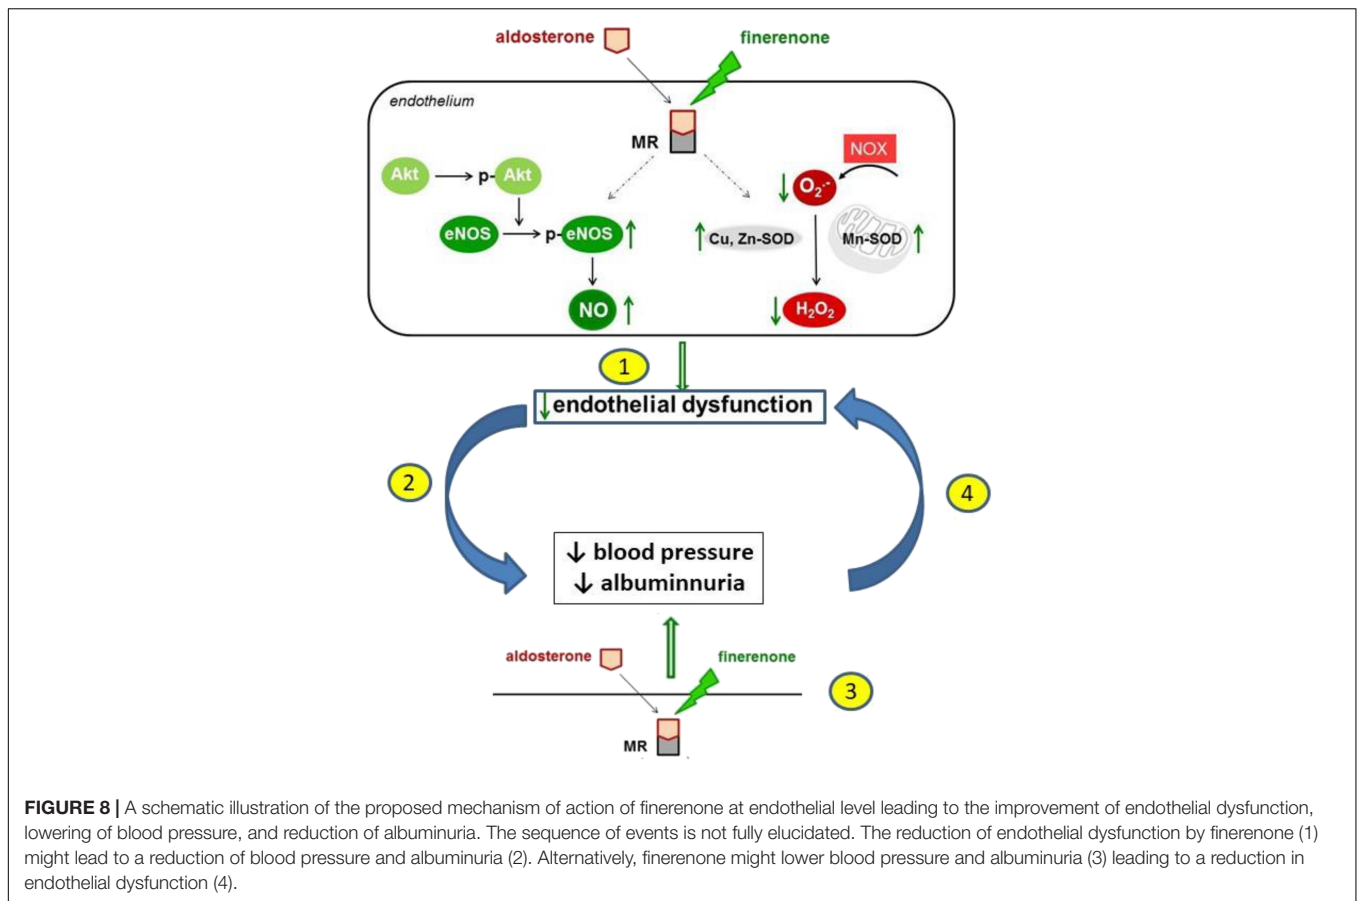 aldosterone
finerenone
endothelium
MR
NOX
Akt
p-Akt
O₂·-
eNOS
p-eNOS
Cu, Zn-SOD
Mn-SOD
NO
H₂O₂
1
endothelial dysfunction
2
4
↓ blood pressure
↓ albuminnuria
aldosterone
finerenone
3
MR
FIGURE 8 | A schematic illustration of the proposed mechanism of action of finerenone at endothelial level leading to the improvement of endothelial dysfunction,
lowering of blood pressure, and reduction of albuminuria. The sequence of events is not fully elucidated. The reduction of endothelial dysfunction by finerenone (1)
might lead to a reduction of blood pressure and albuminuria (2). Alternatively, finerenone might lower blood pressure and albuminuria (3) leading to a reduction in
endothelial dysfunction (4).